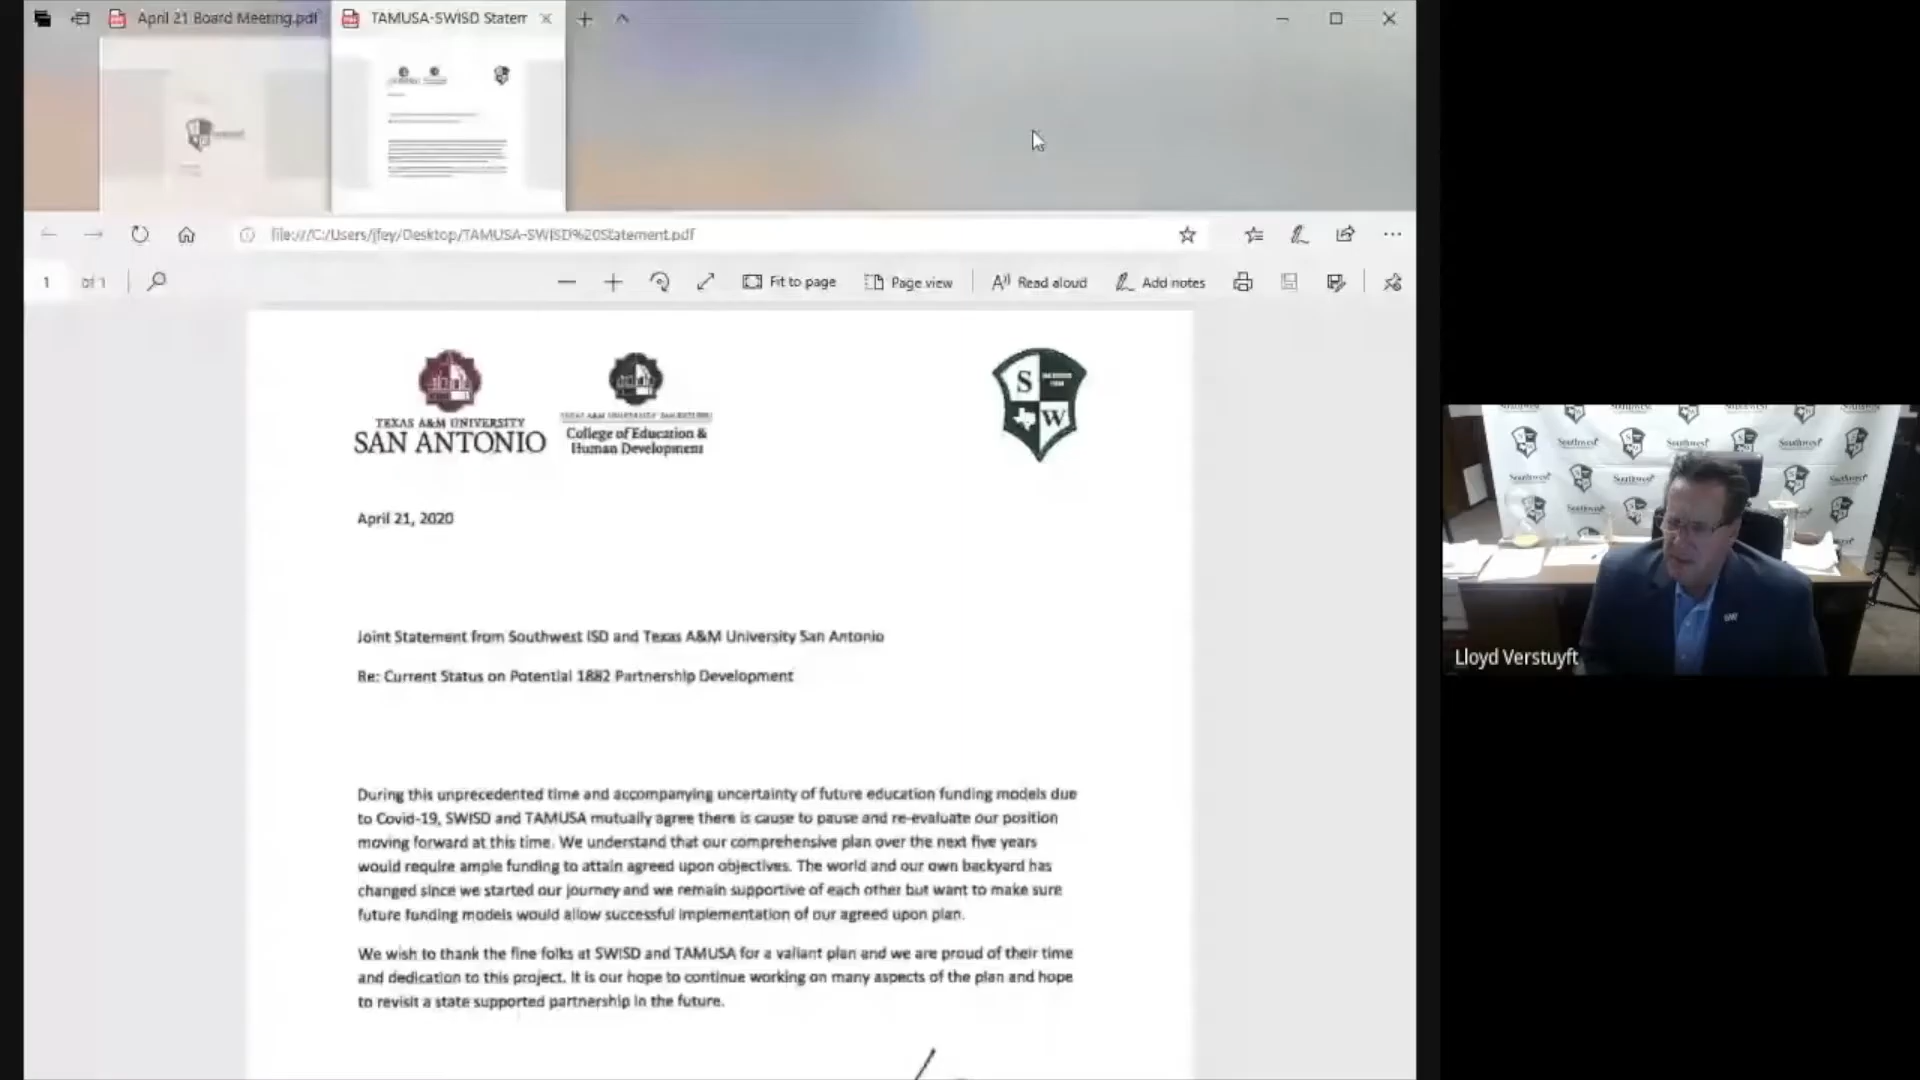 April 21 Board Meeting.pdf
TAMUSA-SWISD Statem
file:///C:/Users/jfey/Desktop/TAMUSA-SWISD%20Statement.pdf
1 of 1
Fit to page
Page view
Read aloud
Add notes
TEXAS A&M UNIVERSITY
SAN ANTONIO
TEXAS A&M UNIVERSITY-SAN ANTONIO
College of Education &
Human Development
S
W
April 21, 2020
Joint Statement from Southwest ISD and Texas A&M University San Antonio
Re: Current Status on Potential 1882 Partnership Development
During this unprecedented time and accompanying uncertainty of future education funding models due
to Covid-19, SWISD and TAMUSA mutually agree there is cause to pause and re-evaluate our position
moving forward at this time. We understand that our comprehensive plan over the next five years
would require ample funding to attain agreed upon objectives. The world and our own backyard has
changed since we started our journey and we remain supportive of each other but want to make sure
future funding models would allow successful implementation of our agreed upon plan.
We wish to thank the fine folks at SWISD and TAMUSA for a valiant plan and we are proud of their time
and dedication to this project. It is our hope to continue working on many aspects of the plan and hope
to revisit a state supported partnership in the future.
Southwest
Southwest
Southwest
Southwest
Southwest
Lloyd Verstuyft